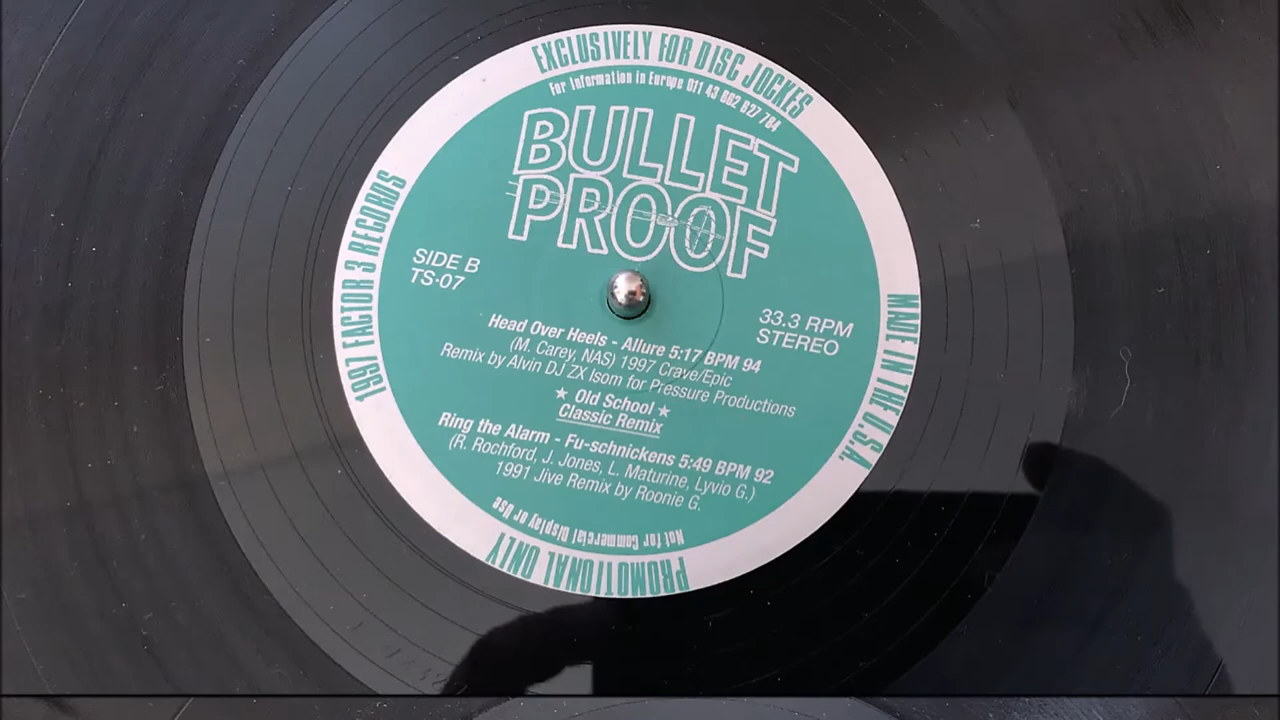 EXCLUSIVELY FOR DISC JOCKES
For Information in Europe 011 43 862 627 784
BULLET
PROOF
1997 FACTOR 3 RECORDS
SIDE B
TS-07
33.3 RPM
STEREO
MADE IN THE U.S.A.
Head Over Heels - Allure 5:17 BPM 94
(M. Carey, NAS) 1997 Crave/Epic
Remix by Alvin DJ ZX Isom for Pressure Productions
★ Old School ★
Classic Remix
Ring the Alarm - Fu-schnickens 5:49 BPM 92
(R. Rochford, J. Jones, L. Maturine, Lyvio G.)
1991 Jive Remix by Roonie G.
Not for Commercial Display or Use
PROMOTIONAL ONLY